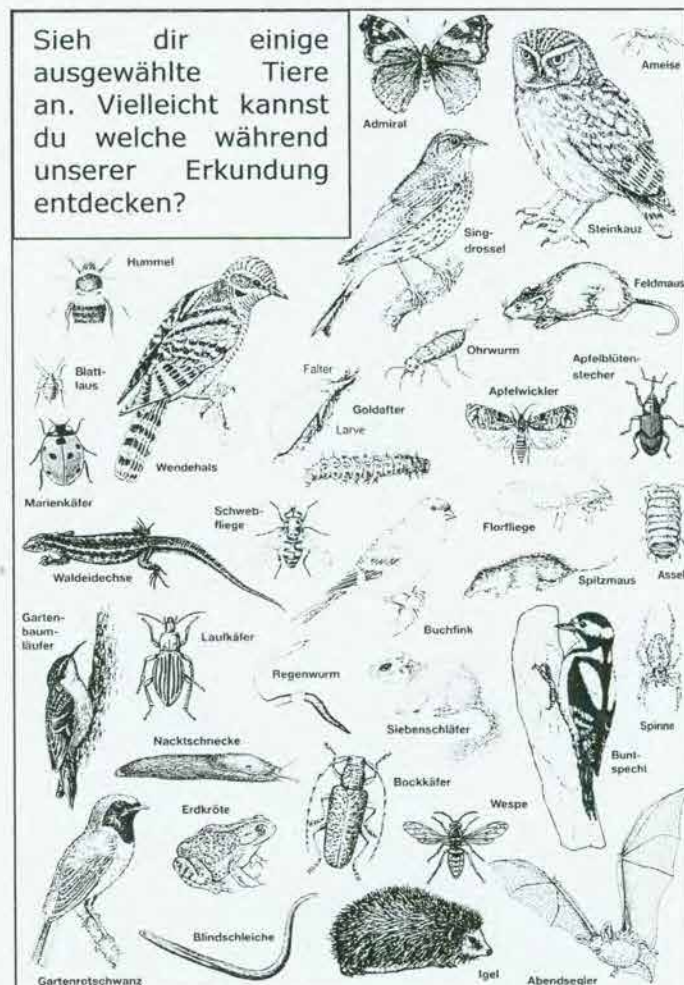 Sieh dir einige
ausgewählte Tiere
an. Vielleicht kannst
du welche während
unserer Erkundung
entdecken?
Admiral
Ameise
Sing-
drossel
Steinkauz
Hummel
Feldmaus
Blatt-
laus
Ohrwurm
Apfelblüten-
stecher
Falter
Goldafter
Larve
Apfelwickler
Wendehals
Marienkäfer
Schweb-
fliege
Florfliege
Waldeidechse
Spitzmaus
Assel
Garten-
baum-
läufer
Laufkäfer
Buchfink
Regenwurm
Siebenschläfer
Spinne
Bunt-
specht
Nacktschnecke
Bockkäfer
Erdkröte
Wespe
Blindschleiche
Gartenrotschwanz
Igel
Abendsegler